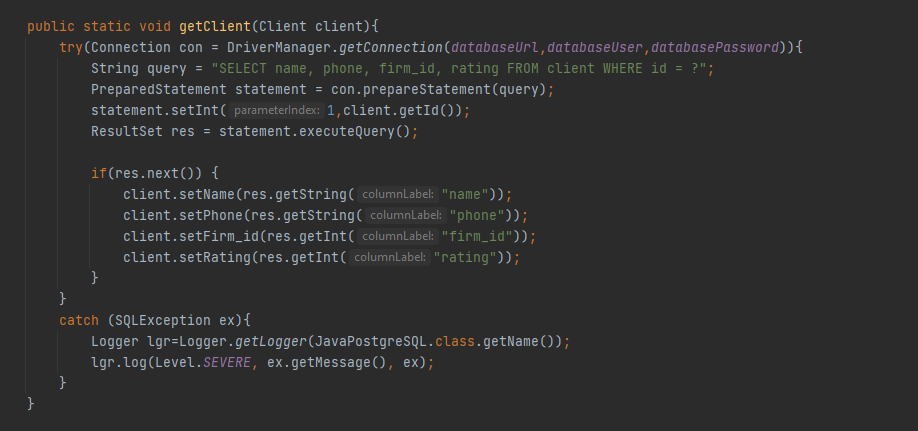 public static void getClient(Client client){
try(Connection con = DriverManager.getConnection(databaseUrl,databaseUser,databasePassword)){
String query = "SELECT name, phone, firm_id, rating FROM client WHERE id = ?";
PreparedStatement statement = con.prepareStatement(query);
statement.setInt( parameterIndex: 1,client.getId());
ResultSet res = statement.executeQuery();
if(res.next()) {
client.setName(res.getString( columnLabel: "name"));
client.setPhone(res.getString( columnLabel: "phone"));
client.setFirm_id(res.getInt( columnLabel: "firm_id"));
client.setRating(res.getInt( columnLabel: "rating"));
}
}
catch (SQLException ex){
Logger lgr=Logger.getLogger(JavaPostgreSQL.class.getName());
lgr.log(Level.SEVERE, ex.getMessage(), ex);
}
}